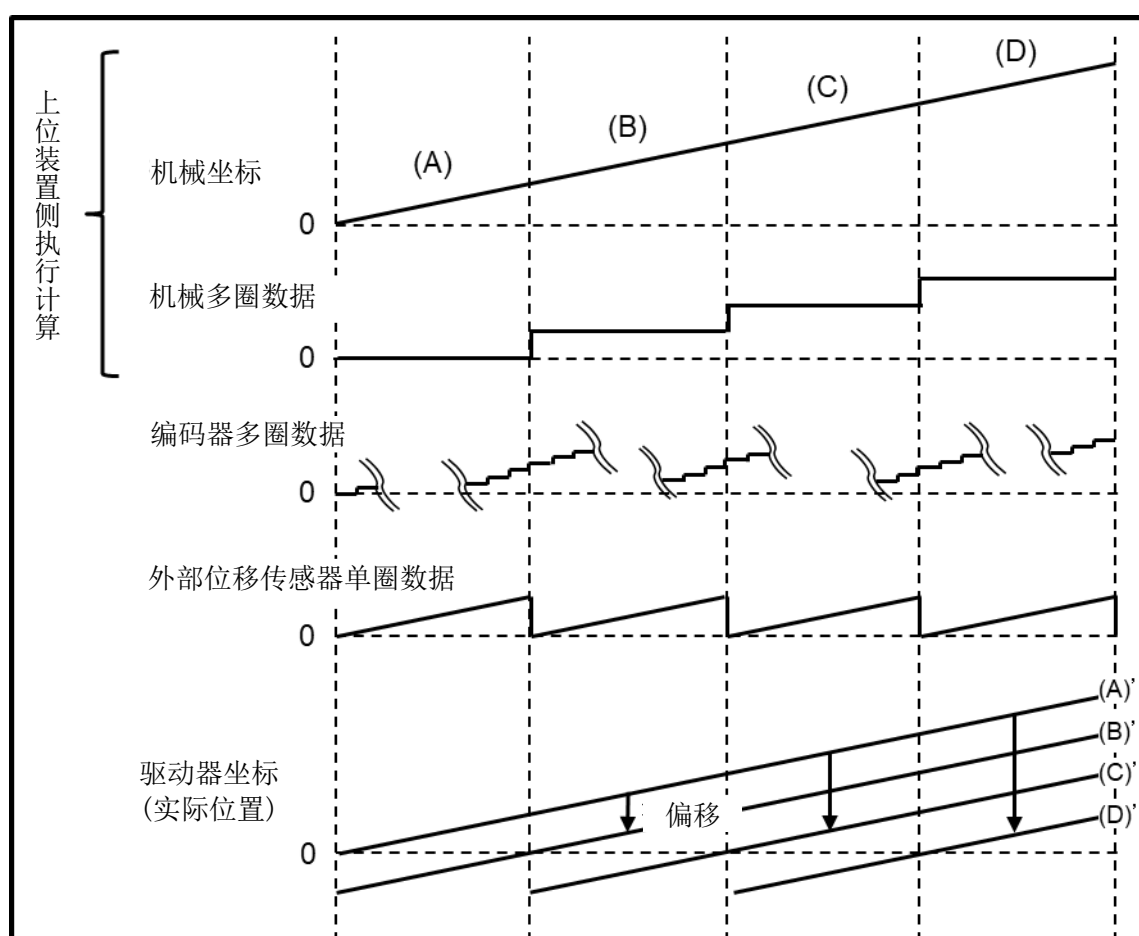 上位装置侧执行计算
(D)
(C)
(B)
(A)
机械坐标
0
机械多圈数据
0
编码器多圈数据
0
外部位移传感器单圈数据
0
(A)'
(B)'
(C)'
(D)'
驱动器坐标
(实际位置)
偏移
0